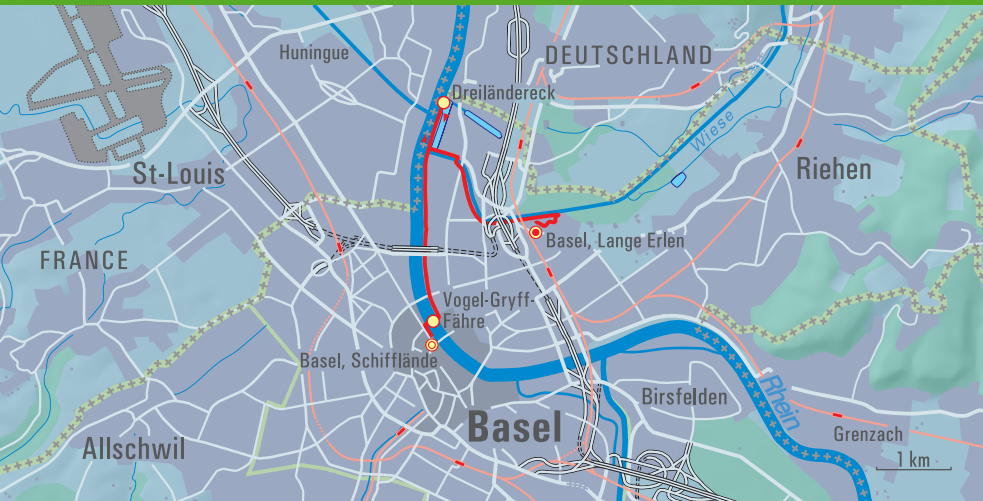 Huningue
DEUTSCHLAND
Dreiländereck
Wiese
St-Louis
Riehen
Basel, Lange Erlen
FRANCE
Vogel-Gryff-
Fähre
Basel, Schifflände
Birsfelden
Rhein
Basel
Grenzach
Allschwil
1 km